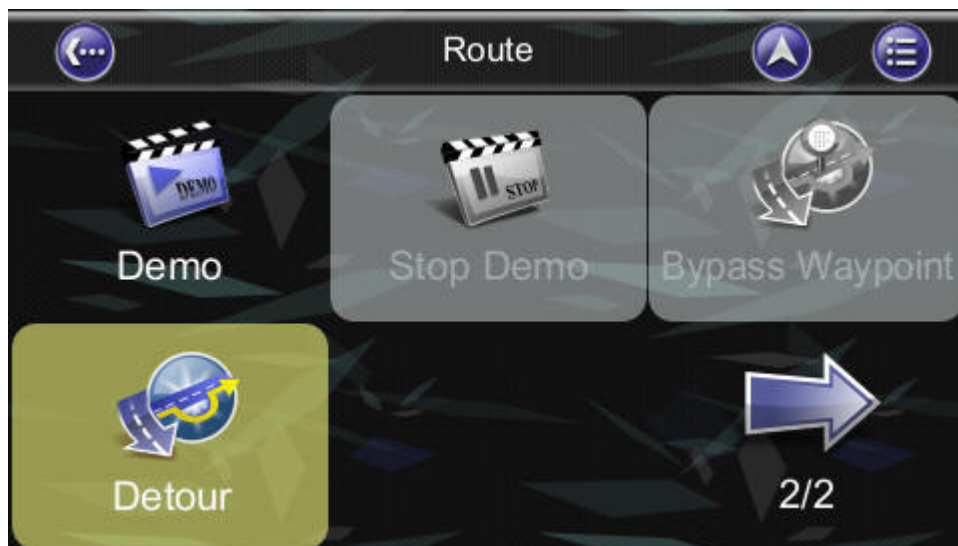 Route
DEMO
STOP
Demo
Stop Demo
Bypass Waypoint
Detour
2/2